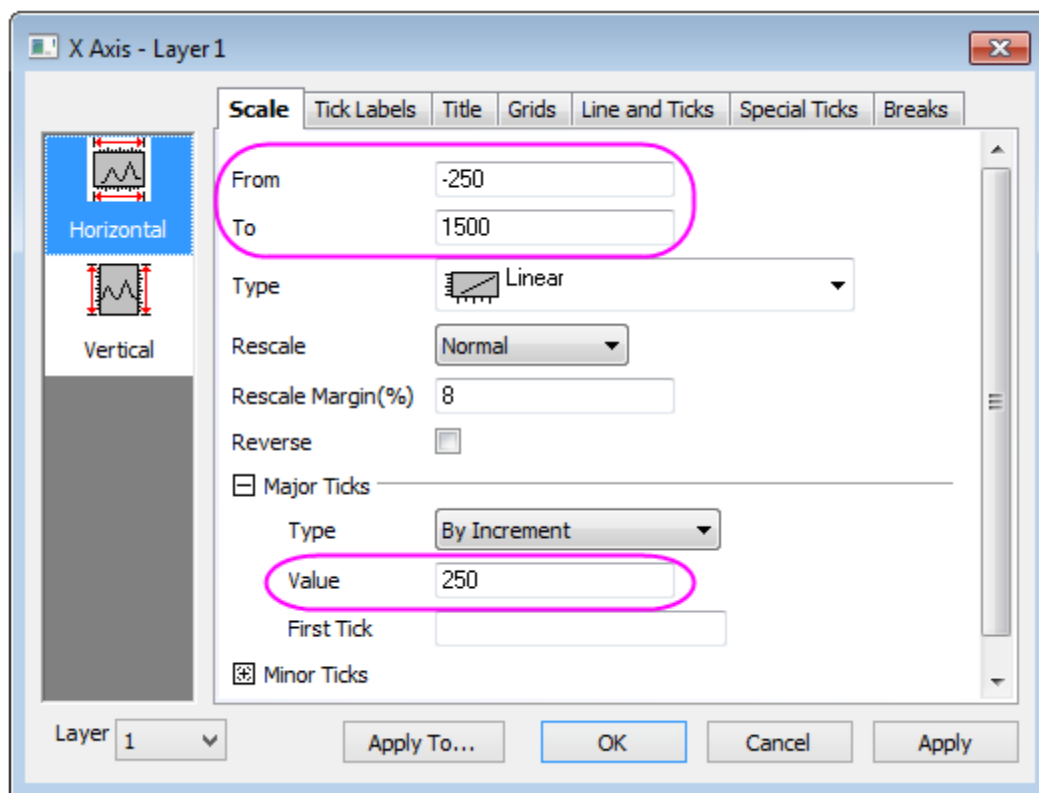 X Axis - Layer 1
Scale Tick Labels Title Grids Line and Ticks Special Ticks Breaks
Horizontal
Vertical
From -250
To 1500
Type Linear
Rescale Normal
Rescale Margin(%) 8
Reverse
Major Ticks
Type By Increment
Value 250
First Tick
Minor Ticks
Layer 1 Apply To... OK Cancel Apply